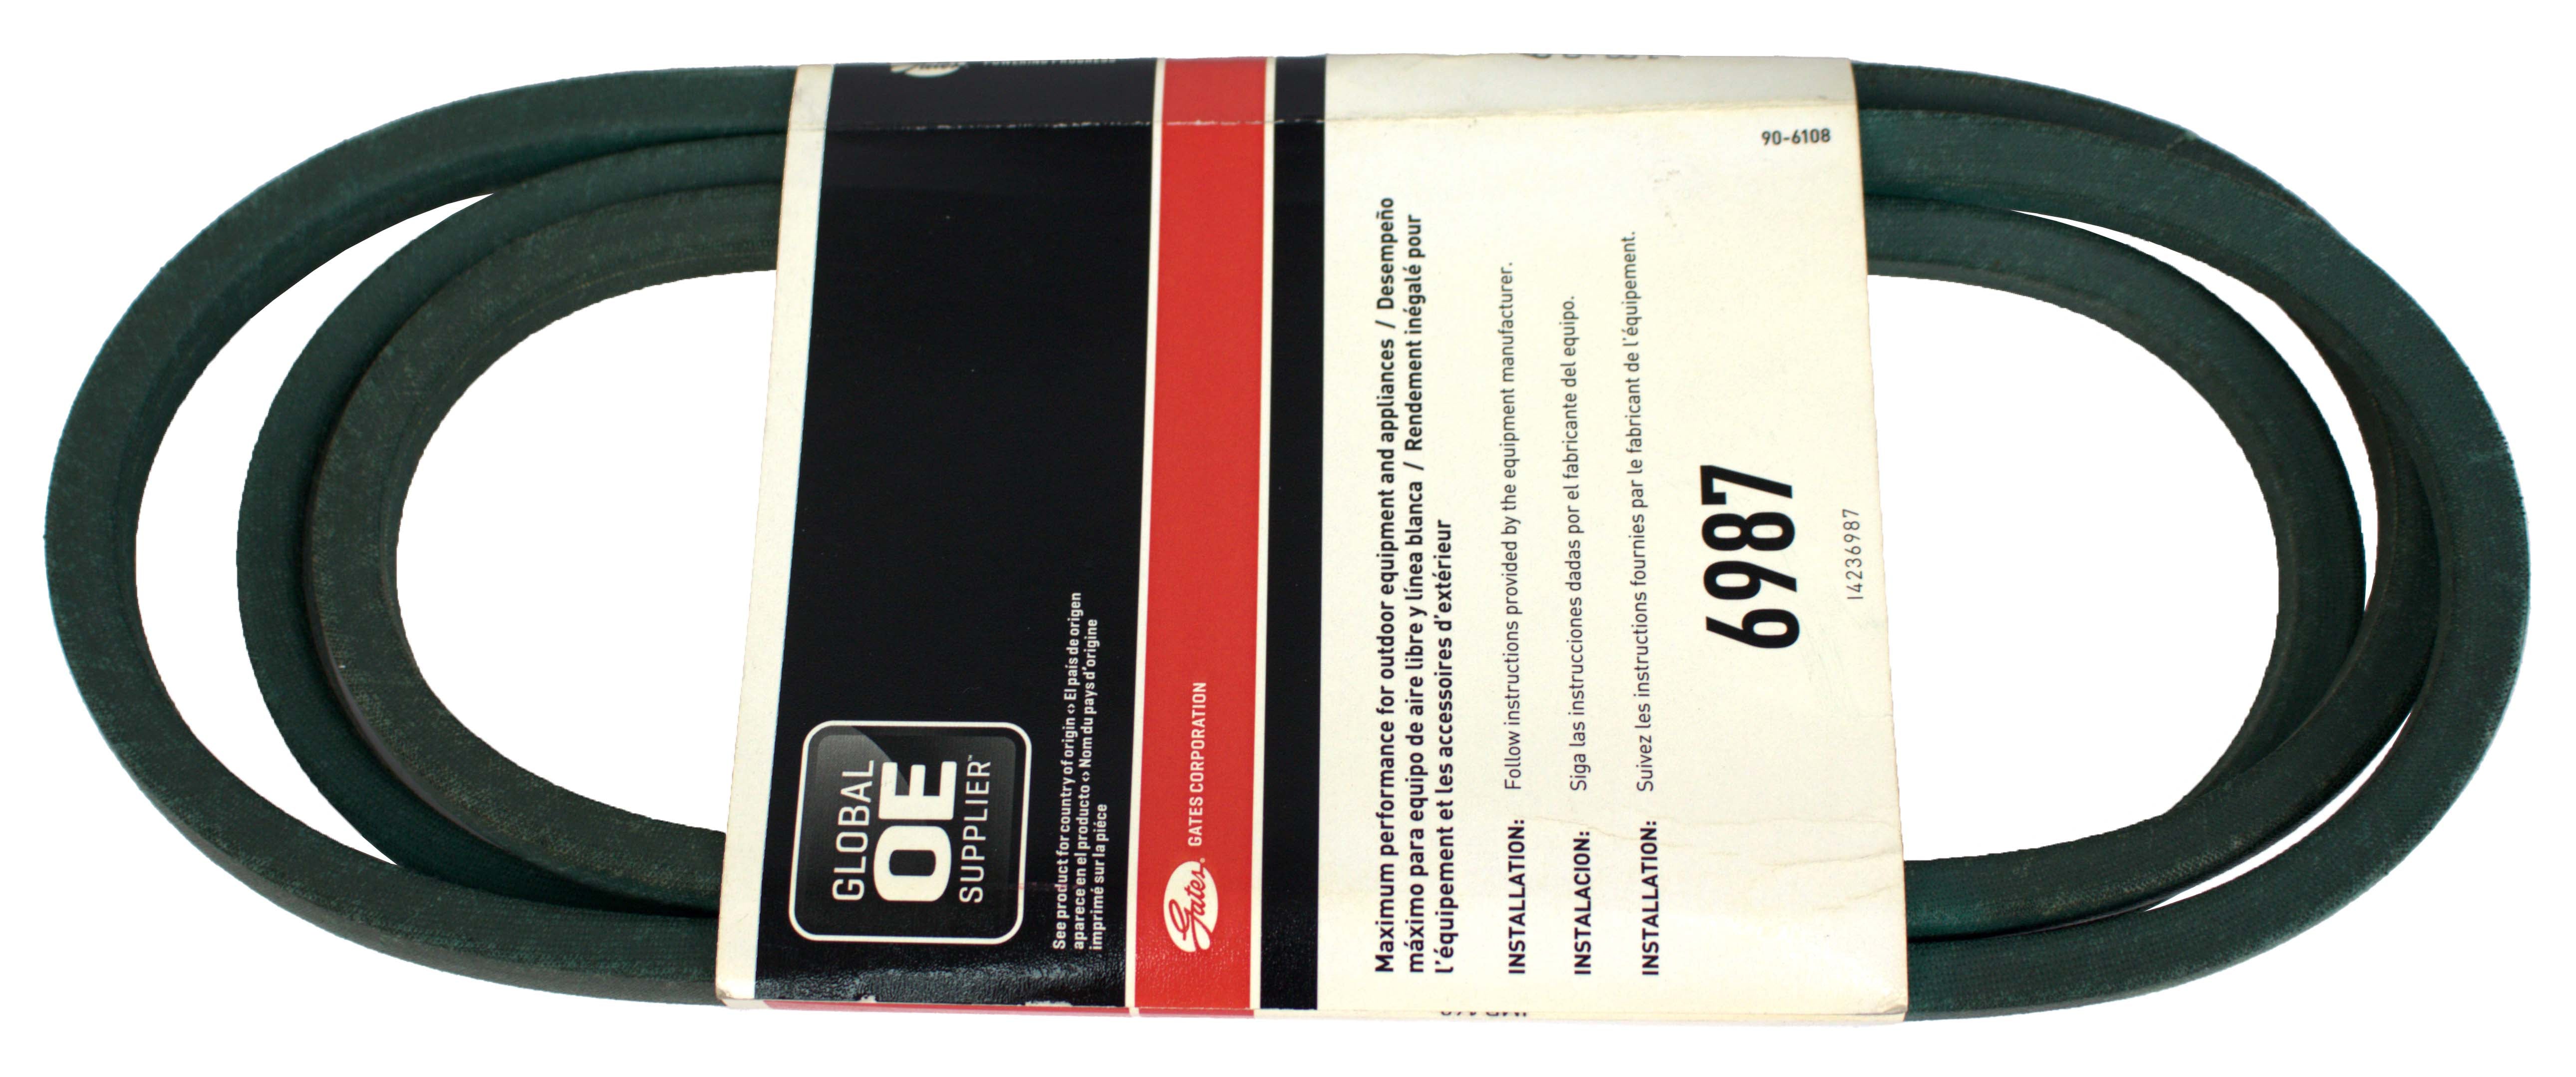 GLOBAL
OE
SUPPLIER™
See product for country of origin ‹› El país de origen
aparece en el producto ‹› Nom du pays d'origine
imprimé sur la piéce
Gates®
GATES CORPORATION
90-6108
Maximum performance for outdoor equipment and appliances / Desempeño
máximo para equipo de aire libre y línea blanca / Rendement inégalé pour
l'équipement et les accessoires d'extérieur
INSTALLATION: Follow instructions provided by the equipment manufacturer.
INSTALACION: Siga las instrucciones dadas por el fabricante del equipo.
INSTALLATION: Suivez les instructions fournies par le fabricant de l'équipement.
6987
14236987